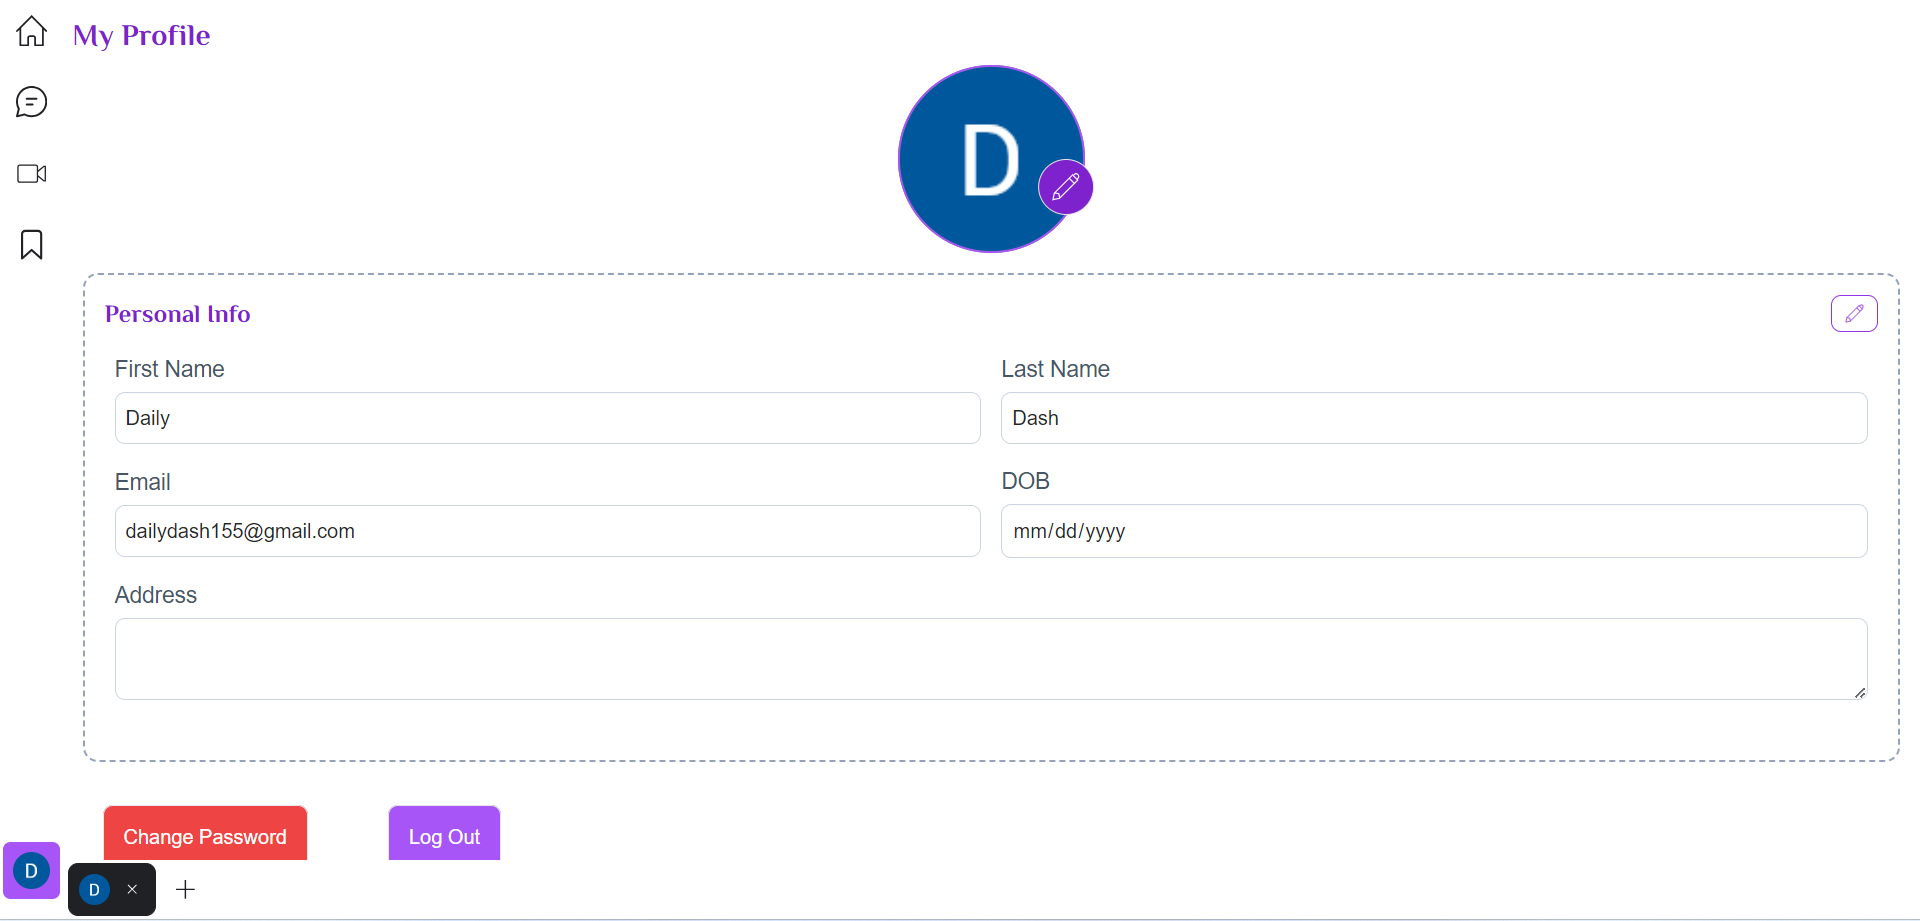 My Profile
D
Personal Info
First Name
Last Name
Daily
Dash
Email
DOB
dailydash155@gmail.com
mm/dd/yyyy
Address
Change Password
Log Out
D
D